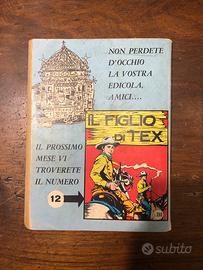 NON PERDETE
D'OCCHIO
LA VOSTRA
EDICOLA,
AMICI....
IL PROSSIMO
MESE VI
TROVERETE
IL NUMERO
12
IL FIGLIO
DI TEX
subito